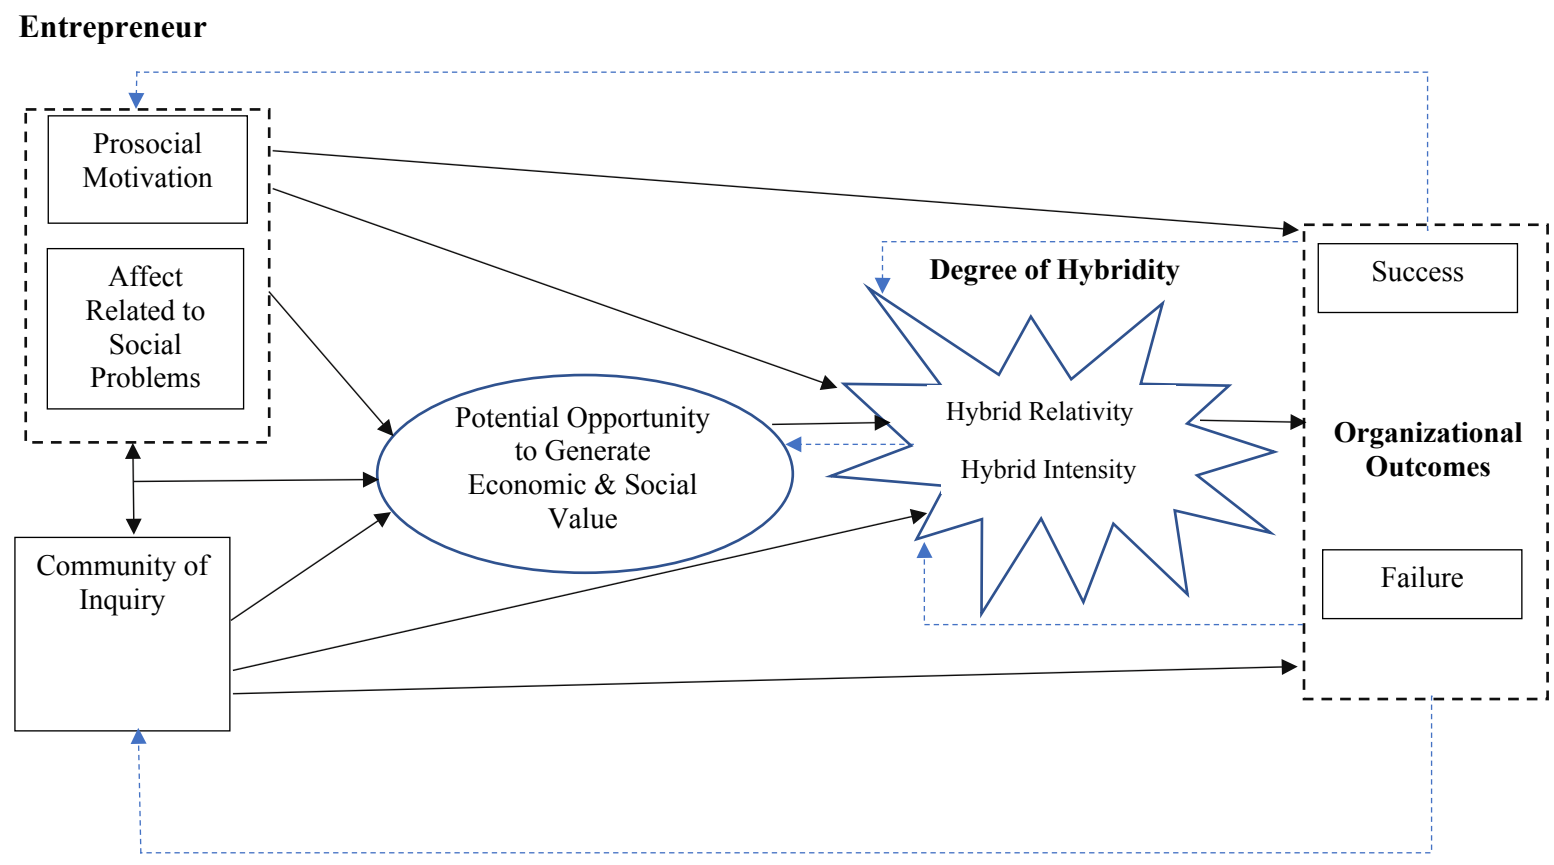 Entrepreneur
Prosocial
Motivation
Affect
Related to
Social
Problems
Community of
Inquiry
Potential Opportunity
to Generate
Economic & Social
Value
Degree of Hybridity
Hybrid Relativity
Hybrid Intensity
Success
Organizational
Outcomes
Failure